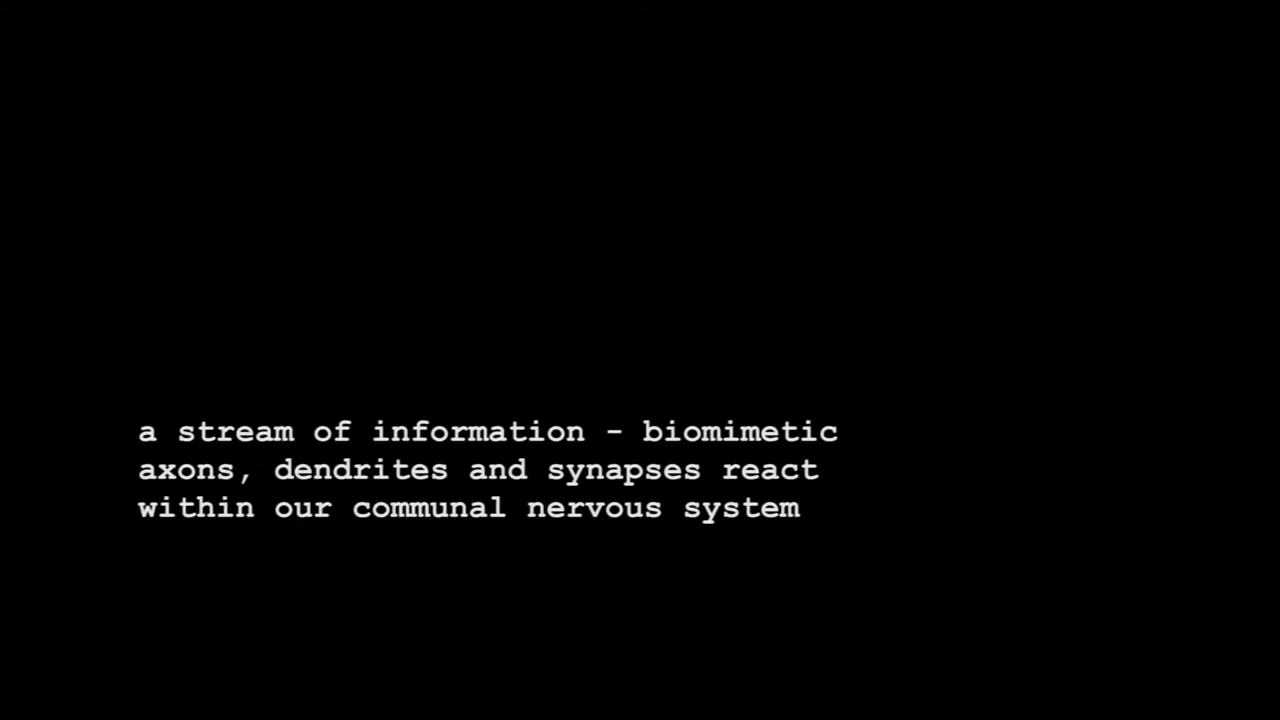 a stream of information - biomimetic
axons, dendrites and synapses react
within our communal nervous system